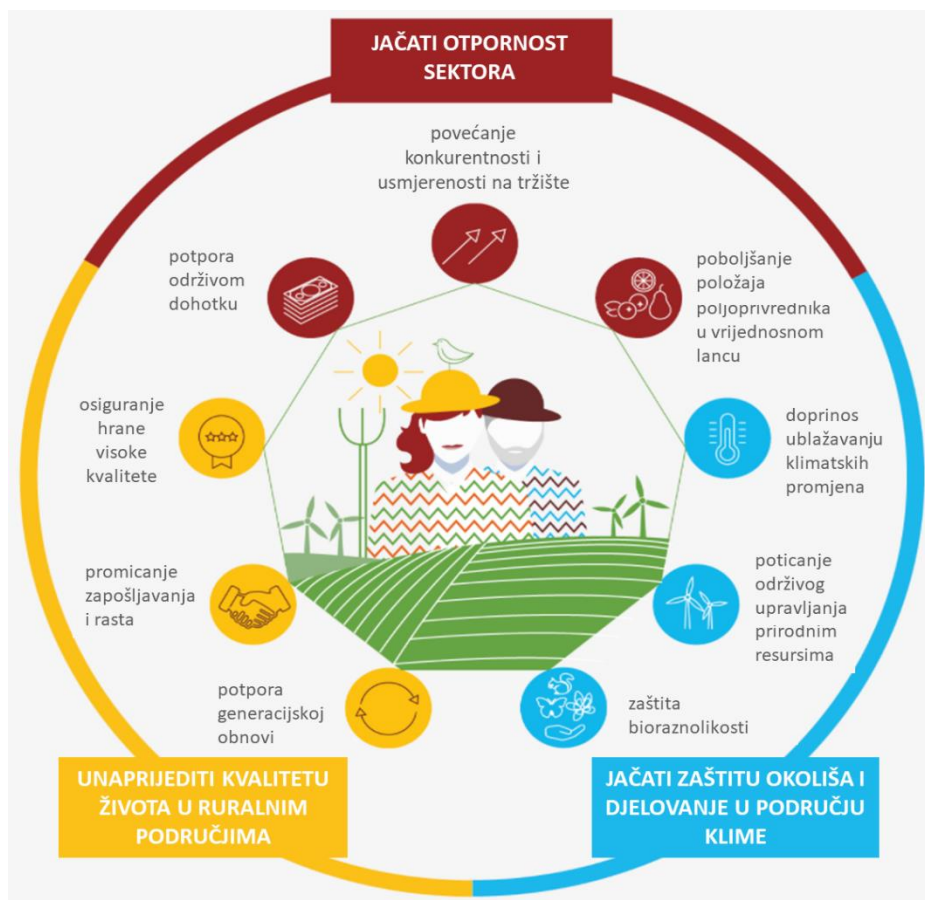 JAČATI OTPORNOST
SEKTORA
povećanje
konkurentnosti i
usmjerenosti na tržište
potpora
održivom
dohotku
poboljšanje
položaja
poljoprivrednika
u vrijednosnom
lancu
osiguranje
hrane
visoke
kvalitete
doprinos
ublažavanju
klimatskih
promjena
promicanje
zapošljavanja
i rasta
poticanje
održivog
upravljanja
prirodnim
resursima
potpora
generacijskoj
obnovi
zaštita
bioraznolikosti
UNAPRIJEDITI KVALITETU
ŽIVOTA U RURALNIM
PODRUČJIMA
JAČATI ZAŠTITU OKOLIŠA I
DJELOVANJE U PODRUČJU
KLIME